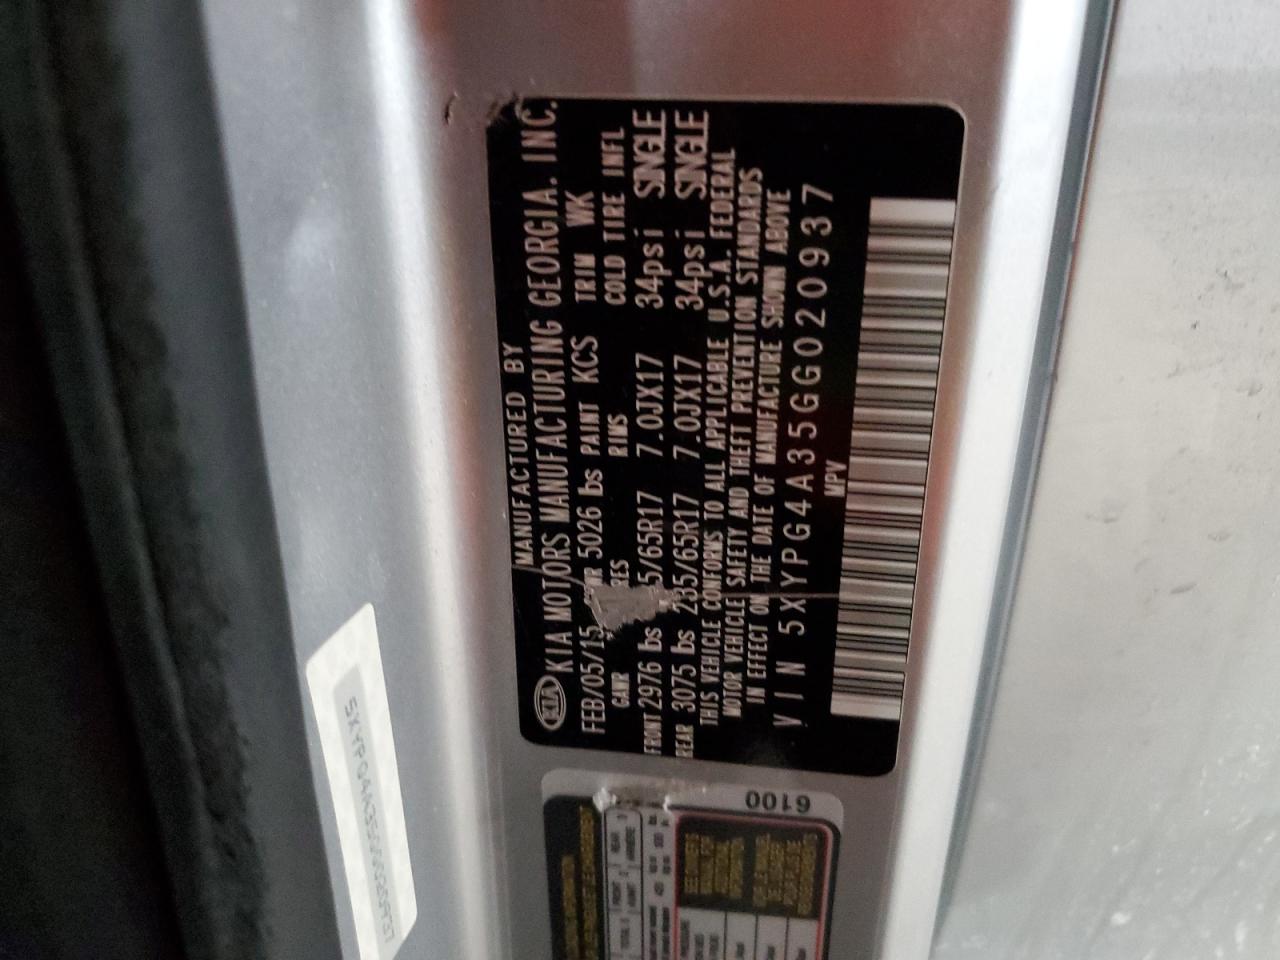 MANUFACTURED BY
KIA KIA MOTORS MANUFACTURING GEORGIA. INC.
FEB/05/15 5026 lbs PAINT KCS TRIM WK
GAWR RIMS COLD TIRE INFL
FRONT 2976 lbs 5/65R17 7.0JX17 34psi SINGLE
REAR 3075 lbs 235/65R17 7.0JX17 34psi SINGLE
THIS VEHICLE CONFORMS TO ALL APPLICABLE U.S.A. FEDERAL
MOTOR VEHICLE SAFETY AND THEFT PREVENTION STANDARDS
IN EFFECT ON THE DATE OF MANUFACTURE SHOWN ABOVE
VIN 5XYPG4A35GG020937
MPV
6100
5XYPG4A35GG020937